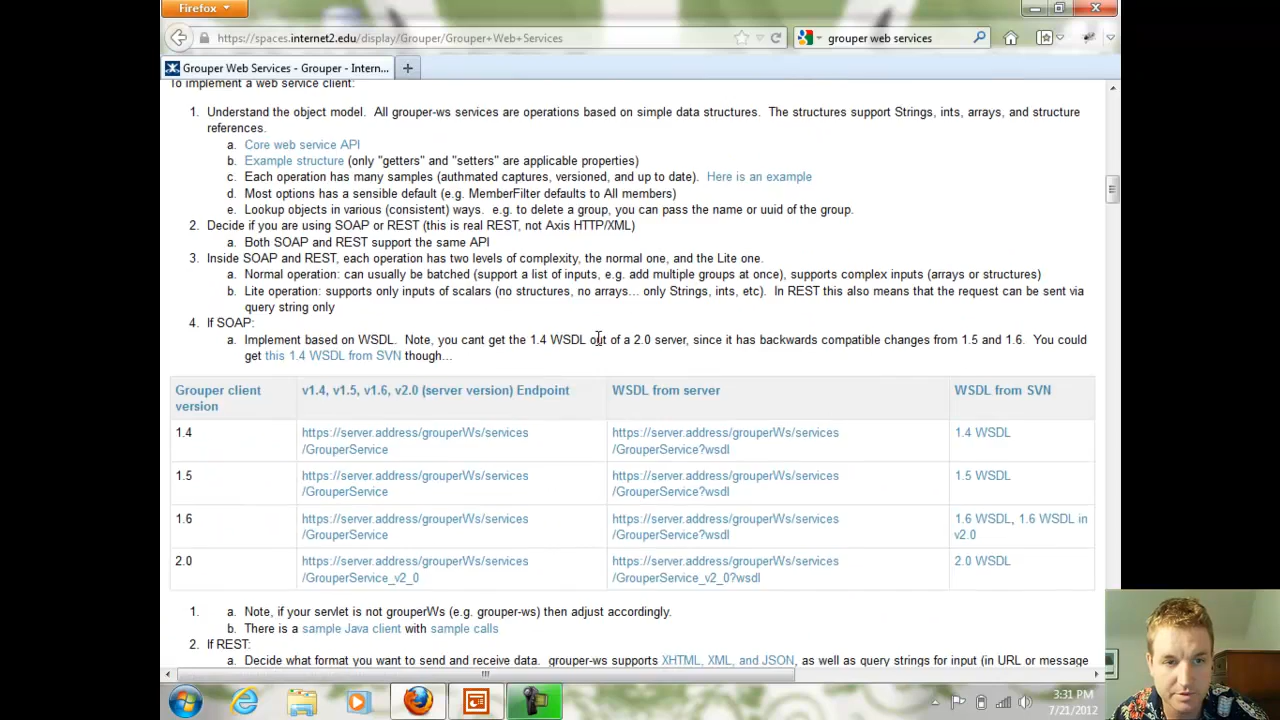 Firefox
https://spaces.internet2.edu/display/Grouper/Grouper+Web+Services
grouper web services
Grouper Web Services - Grouper - Intern...
To implement a web service client:
1. Understand the object model. All grouper-ws services are operations based on simple data structures. The structures support Strings, ints, arrays, and structure
references.
a. Core web service API
b. Example structure (only "getters" and "setters" are applicable properties)
c. Each operation has many samples (authmated captures, versioned, and up to date). Here is an example
d. Most options has a sensible default (e.g. MemberFilter defaults to All members)
e. Lookup objects in various (consistent) ways. e.g. to delete a group, you can pass the name or uuid of the group.
2. Decide if you are using SOAP or REST (this is real REST, not Axis HTTP/XML)
a. Both SOAP and REST support the same API
3. Inside SOAP and REST, each operation has two levels of complexity, the normal one, and the Lite one.
a. Normal operation: can usually be batched (support a list of inputs, e.g. add multiple groups at once), supports complex inputs (arrays or structures)
b. Lite operation: supports only inputs of scalars (no structures, no arrays... only Strings, ints, etc). In REST this also means that the request can be sent via
query string only
4. If SOAP:
a. Implement based on WSDL. Note, you cant get the 1.4 WSDL out of a 2.0 server, since it has backwards compatible changes from 1.5 and 1.6. You could
get this 1.4 WSDL from SVN though...
Grouper client
version
v1.4, v1.5, v1.6, v2.0 (server version) Endpoint
WSDL from server
WSDL from SVN
1.4
https://server.address/grouperWs/services
/GrouperService
https://server.address/grouperWs/services
/GrouperService?wsdl
1.4 WSDL
1.5
https://server.address/grouperWs/services
/GrouperService
https://server.address/grouperWs/services
/GrouperService?wsdl
1.5 WSDL
1.6
https://server.address/grouperWs/services
/GrouperService
https://server.address/grouperWs/services
/GrouperService?wsdl
1.6 WSDL, 1.6 WSDL in
v2.0
2.0
https://server.address/grouperWs/services
/GrouperService_v2_0
https://server.address/grouperWs/services
/GrouperService_v2_0?wsdl
2.0 WSDL
1. a. Note, if your servlet is not grouperWs (e.g. grouper-ws) then adjust accordingly.
b. There is a sample Java client with sample calls
2. If REST:
a. Decide what format you want to send and receive data. grouper-ws supports XHTML, XML, and JSON, as well as query strings for input (in URL or message
3:31 PM
7/21/2012